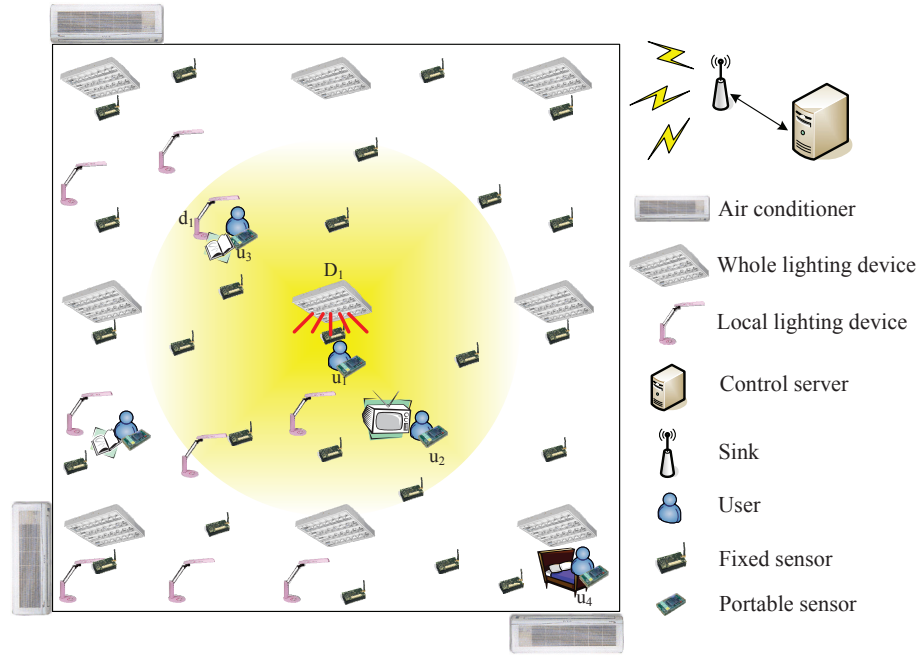 d1
u3
D1
u1
u2
u4
Air conditioner
Whole lighting device
Local lighting device
Control server
Sink
User
Fixed sensor
Portable sensor